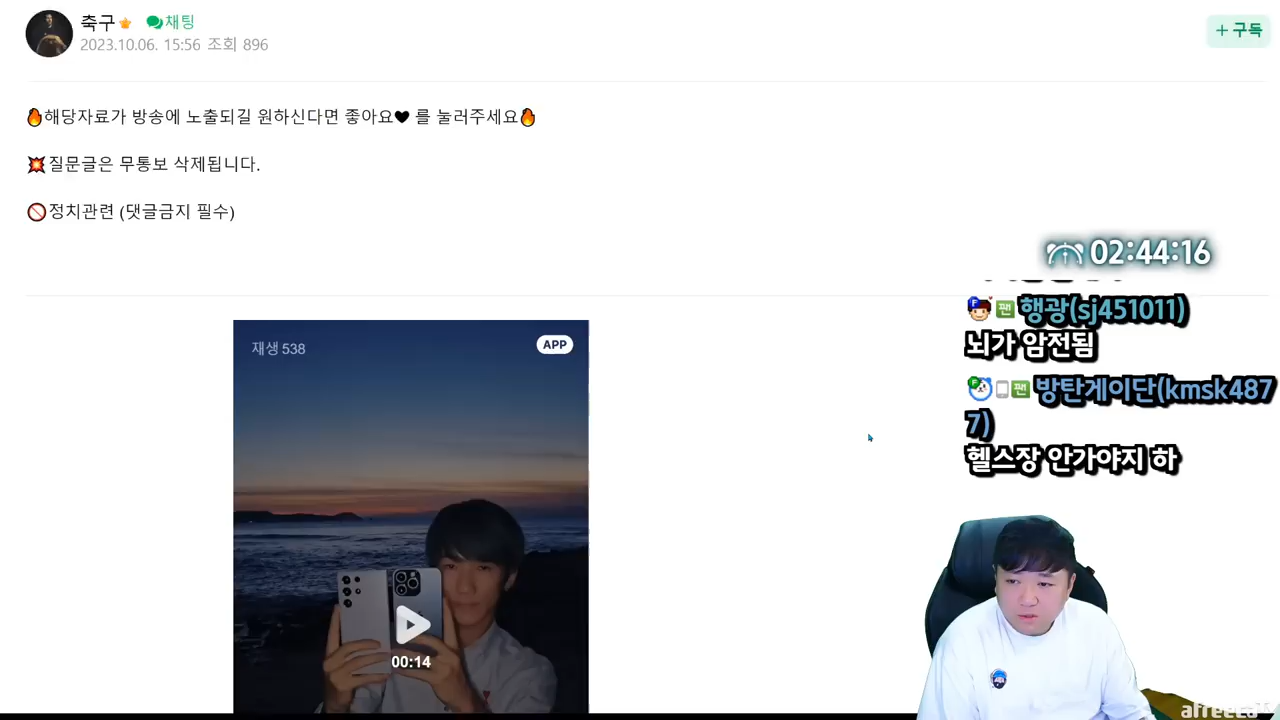 축구
채팅
2023.10.06. 15:56 조회 896
+ 구독
🔥해당자료가 방송에 노출되길 원하신다면 좋아요🖤 를 눌러주세요🔥
💥질문글은 무통보 삭제됩니다.
🚫정치관련 (댓글금지 필수)
02:44:16
행광(sj451011)
뇌가 암전됨
방탄게이단(kmsk487
7)
헬스장 안가야지 하
재생 538
APP
00:14
afreecaTV